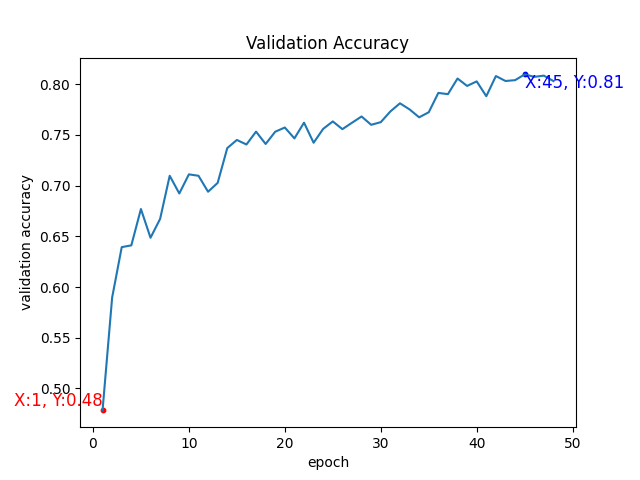 Validation Accuracy
validation accuracy
0.80
0.75
0.70
0.65
0.60
0.55
0.50
X:45, Y:0.81
X:1, Y:0.48
0 10 20 30 40 50
epoch